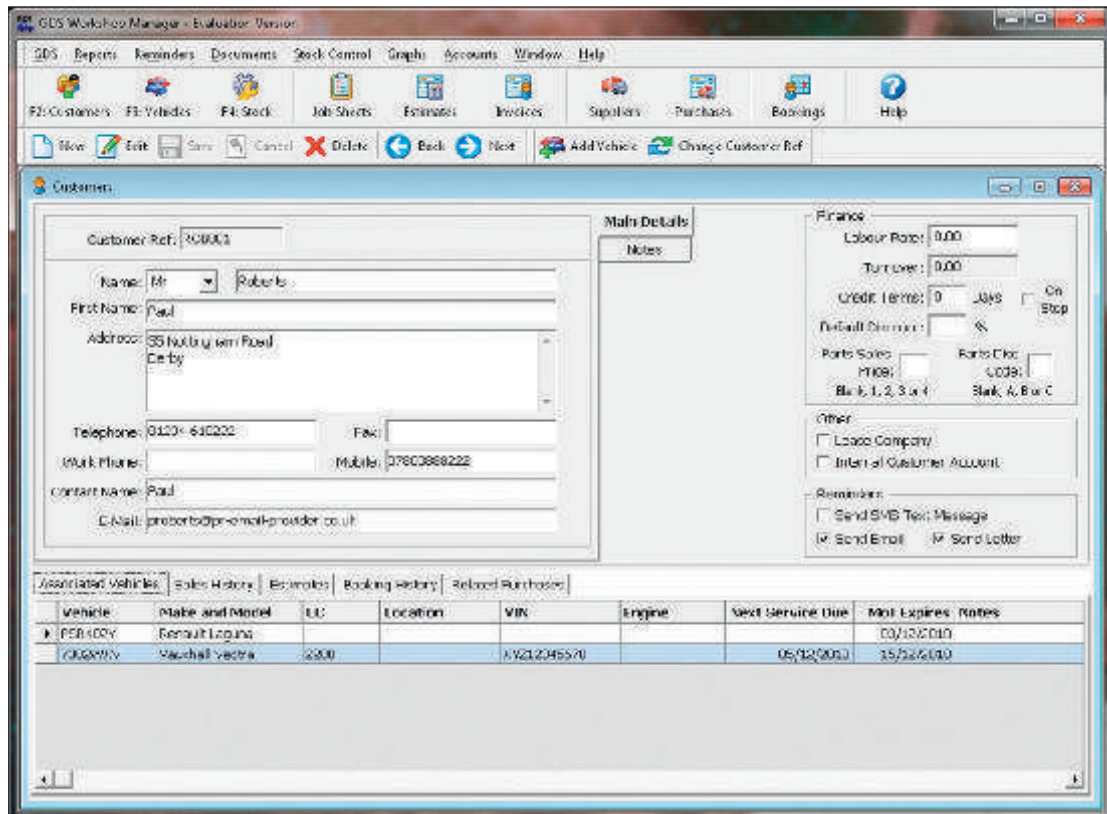 GDS Workshop Manager - Evaluation Version
GDS Reports Reminders Documents Stock Control Graphs Accounts Window Help
F2: Customers F3: Vehicles F4: Stock Job Sheets Estimates Invoices Suppliers Purchases Bookings Help
New Edit Save Cancel Delete Back Next Add Vehicle Change Customer Ref
Customers
Main Details
Notes
Customer Ref:
Name: Mr Roberts
First Name: Paul
Address: 35 Nottingham Road
Derby
Telephone: Fax:
Work Phone: Mobile: 07800888222
Contact Name: Paul
E-Mail: proberts@pr-email-provider.co.uk
Finance
Labour Rate: 0.00
Turnover: 0.00
Credit Terms: 0 Days On Stop
Default Discount: %
Parts Sales Price: Parts Disc Code:
Blank, 1, 2, 3 or 4 Blank, A, B or C
Other
Lease Company
Internal Customer Account
Reminders
Send SMS Text Message
Send Email Send Letter
Associated Vehicles Sales History Estimates Booking History Related Purchases
Vehicle Make and Model CC Location VIN Engine Next Service Due Mot Expires Notes
Renault Laguna 03/12/2010
Vauxhall Vectra 2200 05/12/2010 15/12/2010